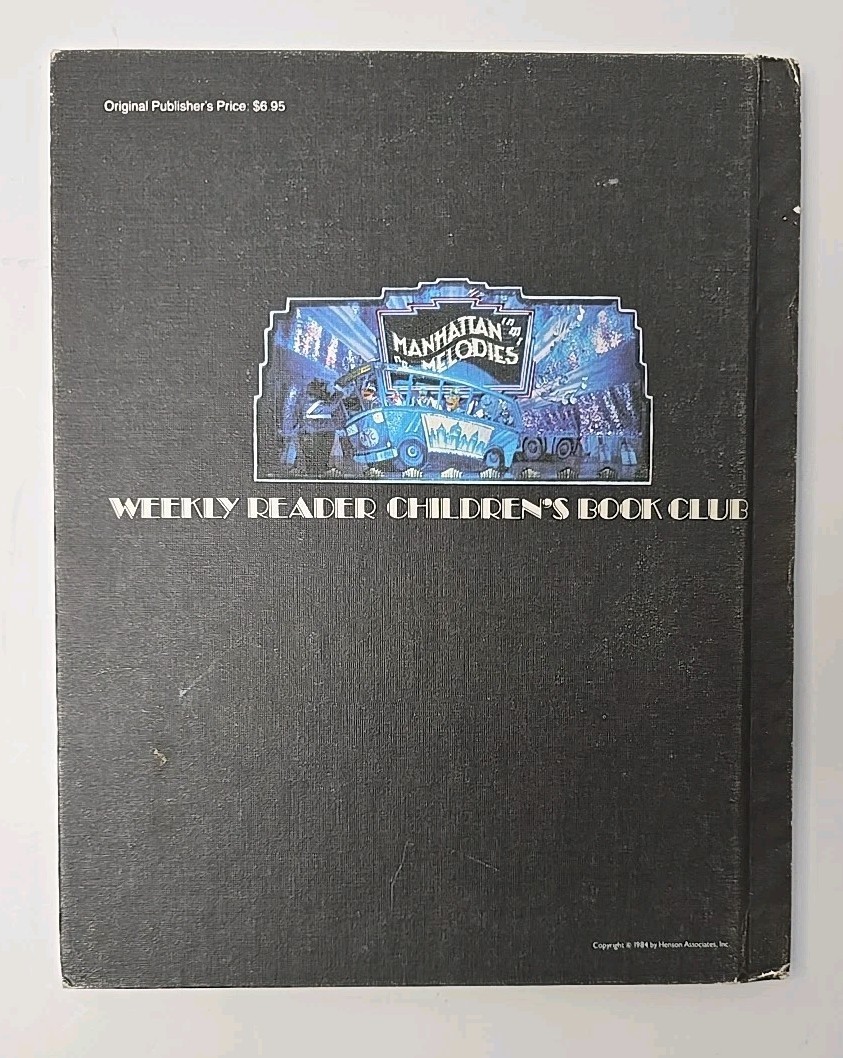 Original Publisher's Price: $6.95
MANHATTAN
MELODIES
WEEKLY READER CHILDREN'S BOOK CLUB
Copyright © 1984 by Henson Associates, Inc.